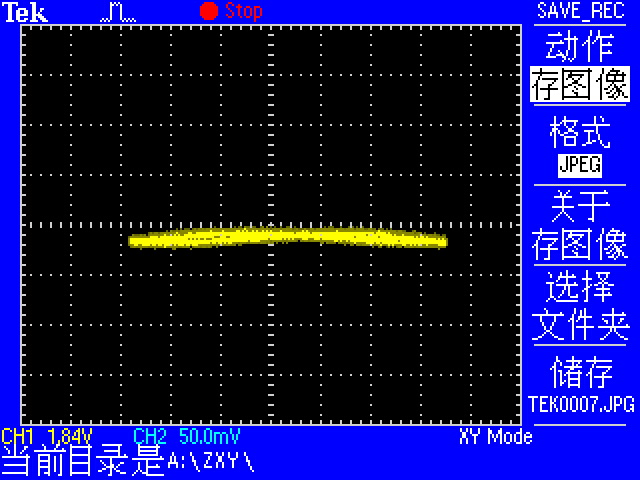 Tek Stop SAVE_REC
动作
存图像
格式
JPEG
关于
存图像
选择
文件夹
储存
TEK0007.JPG
CH1 1.84V CH2 50.0mV XY Mode
当前目录是A:\ZXY\